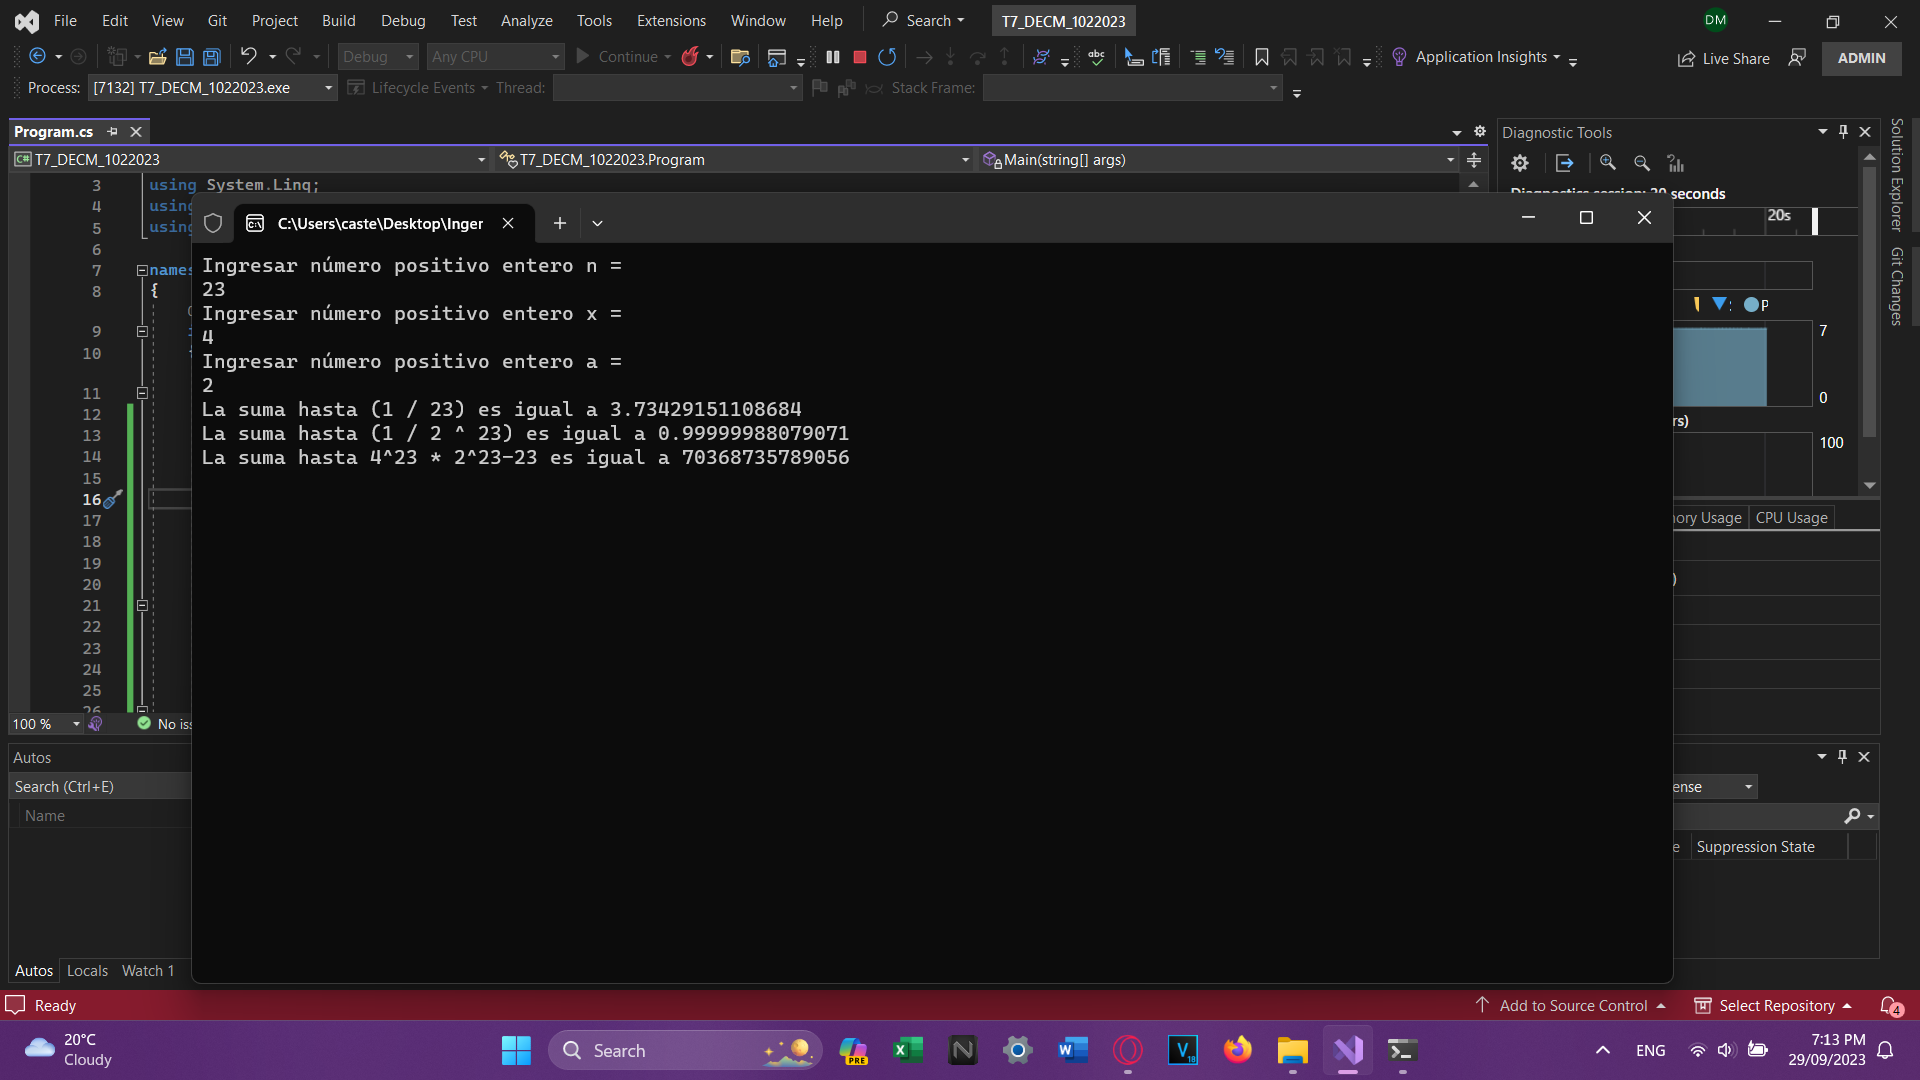 File Edit View Git Project Build Debug Test Analyze Tools Extensions Window Help Search T7_DECM_1022023 DM
Debug Any CPU Continue Application Insights Live Share ADMIN
Process: [7132] T7_DECM_1022023.exe Lifecycle Events Thread: Stack Frame:
Program.cs
T7_DECM_1022023 T7_DECM_1022023.Program Main(string[] args)
Diagnostic Tools
Diagnostics session: 20 seconds
20s
Solution Explorer
Git Changes
3 using System.Linq;
4 using
5 using
6
7 names
8 {
9
10
11
12
13
14
15
16
17
18
19
20
21
22
23
24
25
26
C:\Users\caste\Desktop\Inger
Ingresar número positivo entero n =
23
Ingresar número positivo entero x =
4
Ingresar número positivo entero a =
2
La suma hasta (1 / 23) es igual a 3.73429151108684
La suma hasta (1 / 2 ^ 23) es igual a 0.99999988079071
La suma hasta 4^23 * 2^23-23 es igual a 70368735789056
P
7
0
rs)
100
ory Usage CPU Usage
)
100 % No iss
Autos
Search (Ctrl+E)
Name
ense
e Suppression State
Autos Locals Watch 1
Ready Add to Source Control Select Repository 4
20°C
Cloudy
Search
PRE
ENG
7:13 PM
29/09/2023